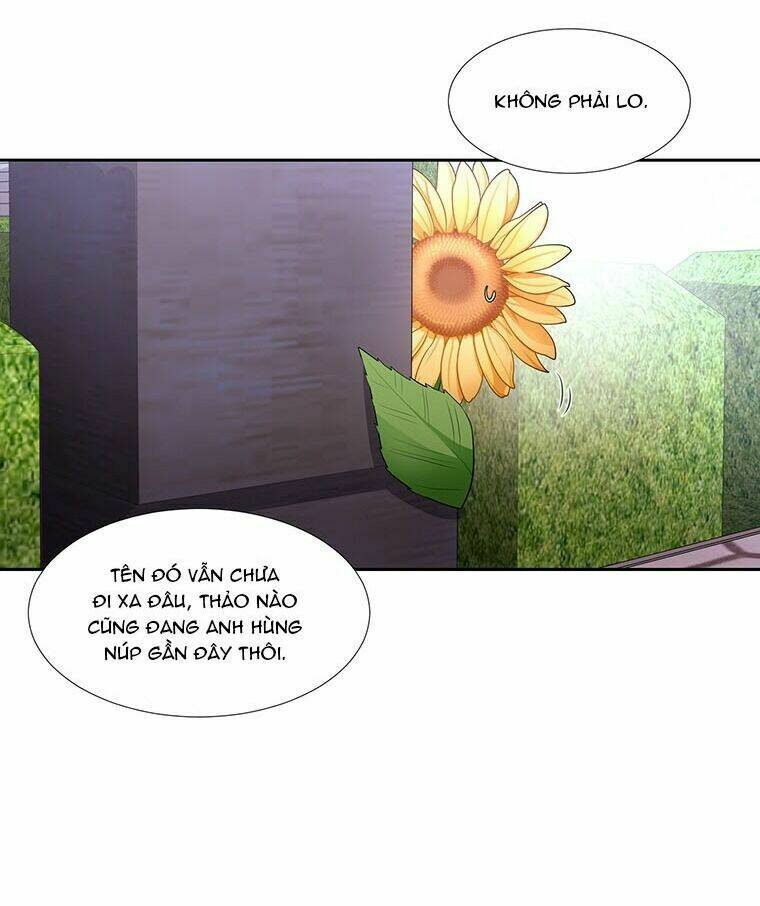 KHÔNG PHẢI LO.
TÊN ĐÓ VẪN CHƯA
ĐI XA ĐÂU, THẢO NÀO
CŨNG ĐANG ANH HÙNG
NÚP GẦN ĐÂY THÔI.